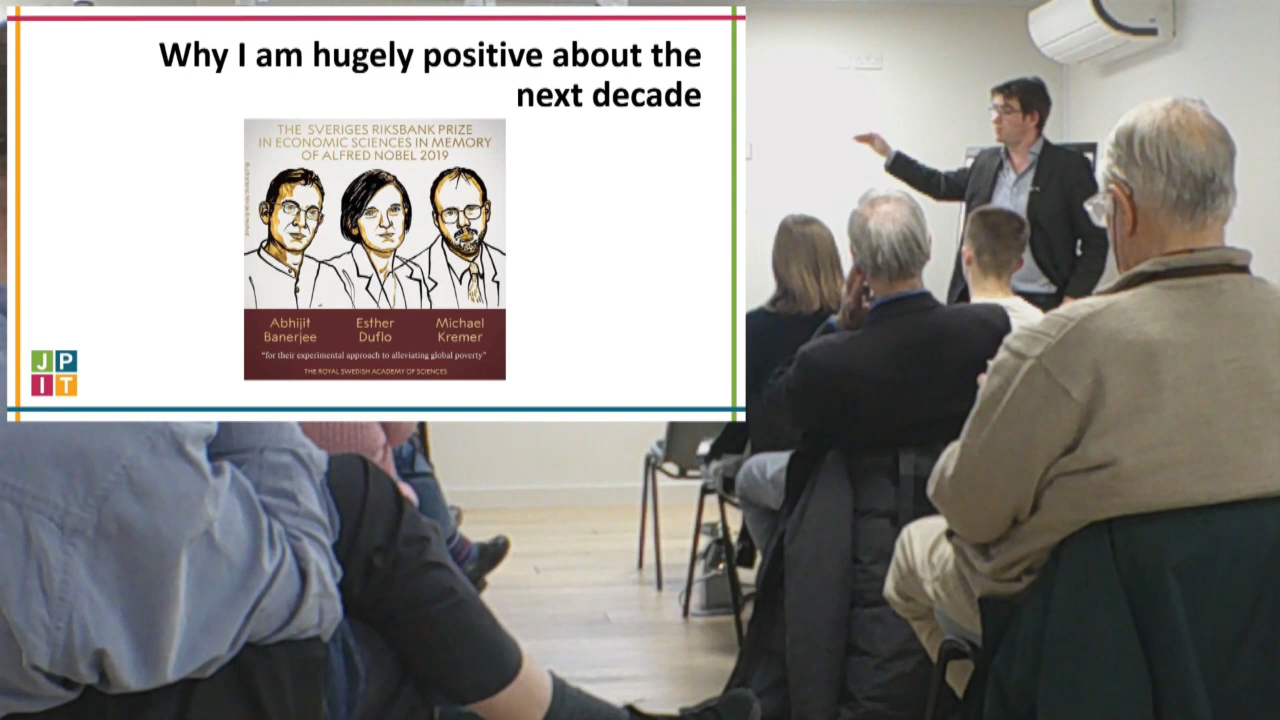 Why I am hugely positive about the
next decade
THE SVERIGES RIKSBANK PRIZE
IN ECONOMIC SCIENCES IN MEMORY
OF ALFRED NOBEL 2019
Abhijit
Banerjee
Esther
Duflo
Michael
Kremer
"for their experimental approach to alleviating global poverty"
THE ROYAL SWEDISH ACADEMY OF SCIENCES
J P
I T